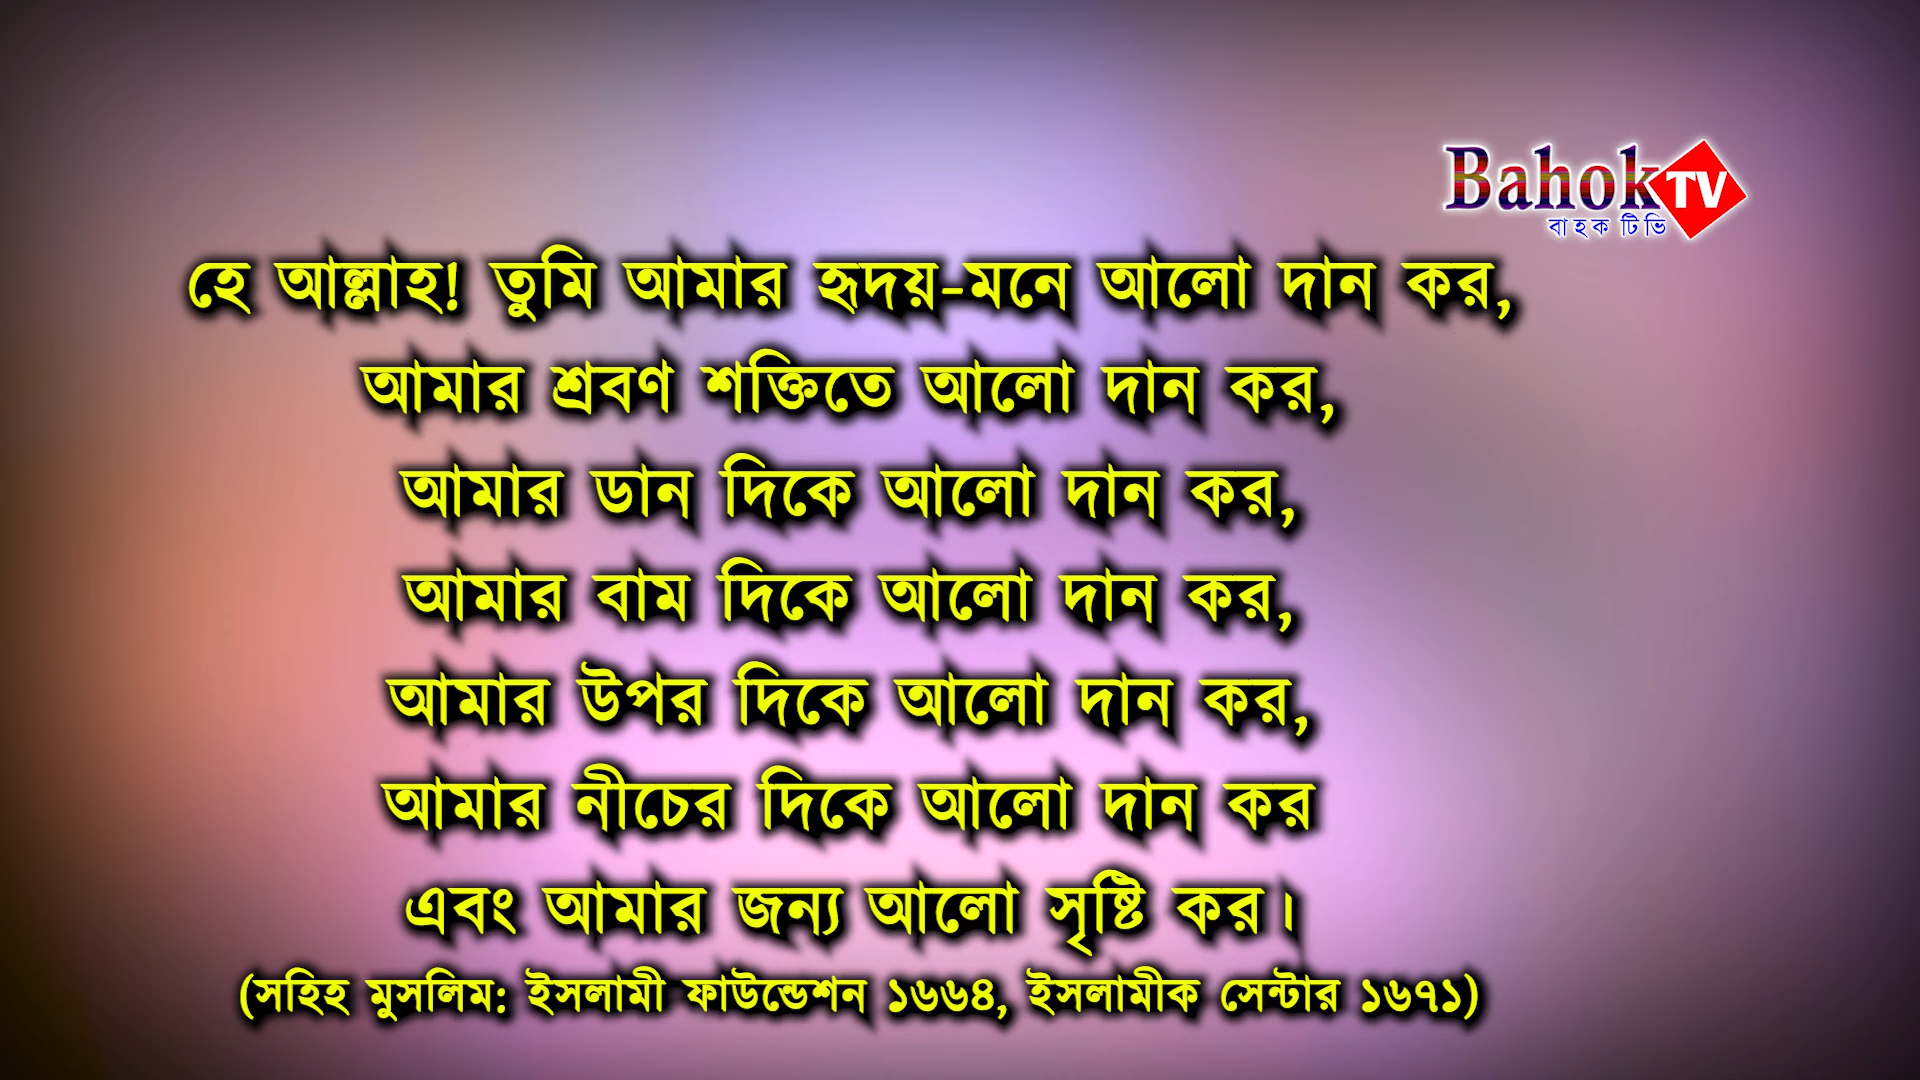 Bahok TV
বাহক টিভি
হে আল্লাহ! তুমি আমার হৃদয়-মনে আলো দান কর,
আমার শ্রবণ শক্তিতে আলো দান কর,
আমার ডান দিকে আলো দান কর,
আমার বাম দিকে আলো দান কর,
আমার উপর দিকে আলো দান কর,
আমার নীচের দিকে আলো দান কর
এবং আমার জন্য আলো সৃষ্টি কর।
(সহিহ মুসলিম: ইসলামী ফাউন্ডেশন ১৬৬৪, ইসলামীক সেন্টার ১৬৭১)